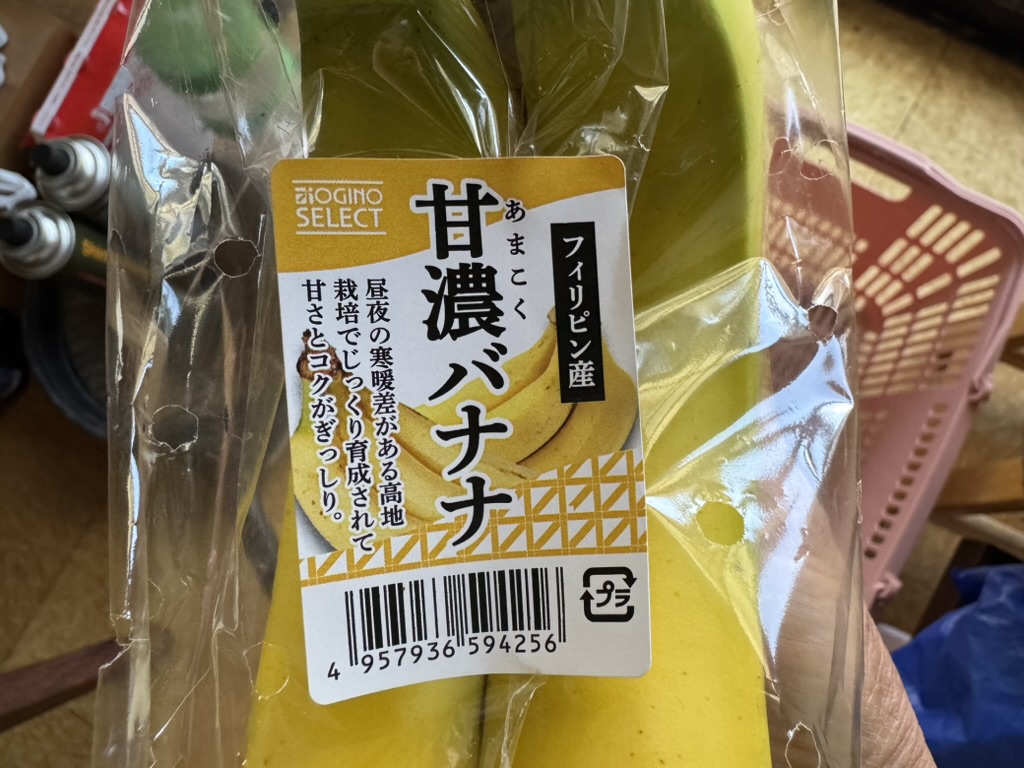 OGINO
SELECT
フィリピン産
あまこく
甘濃バナナ
昼夜の寒暖差がある高地
栽培でじっくり育成されて
甘さとコクがぎっしり。
プラ
4 957936 594256